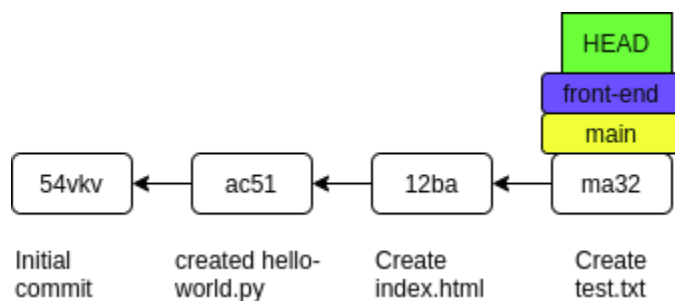 HEAD
front-end
main
54vkv
ac51
12ba
ma32
Initial
commit
created hello-
world.py
Create
index.html
Create
test.txt